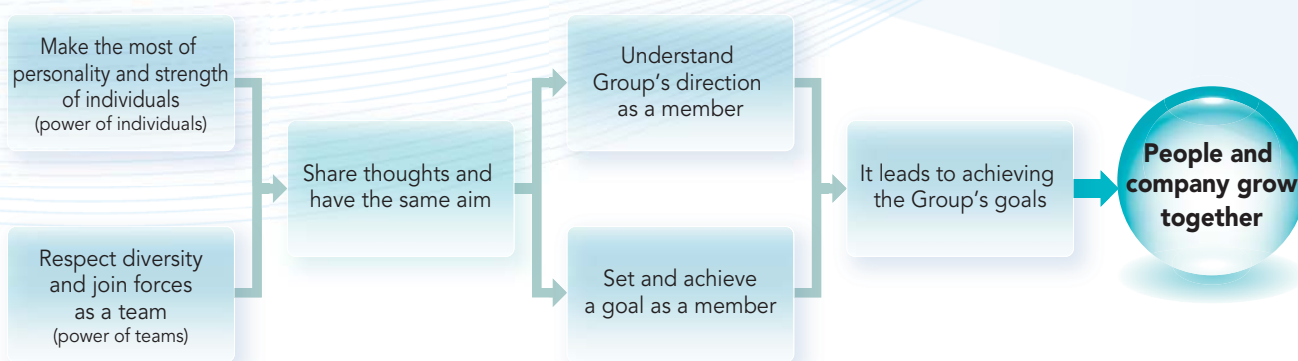 Make the most of
personality and strength
of individuals
(power of individuals)
Respect diversity
and join forces
as a team
(power of teams)
Share thoughts and
have the same aim
Understand
Group's direction
as a member
Set and achieve
a goal as a member
It leads to achieving
the Group's goals
People and
company grow
together